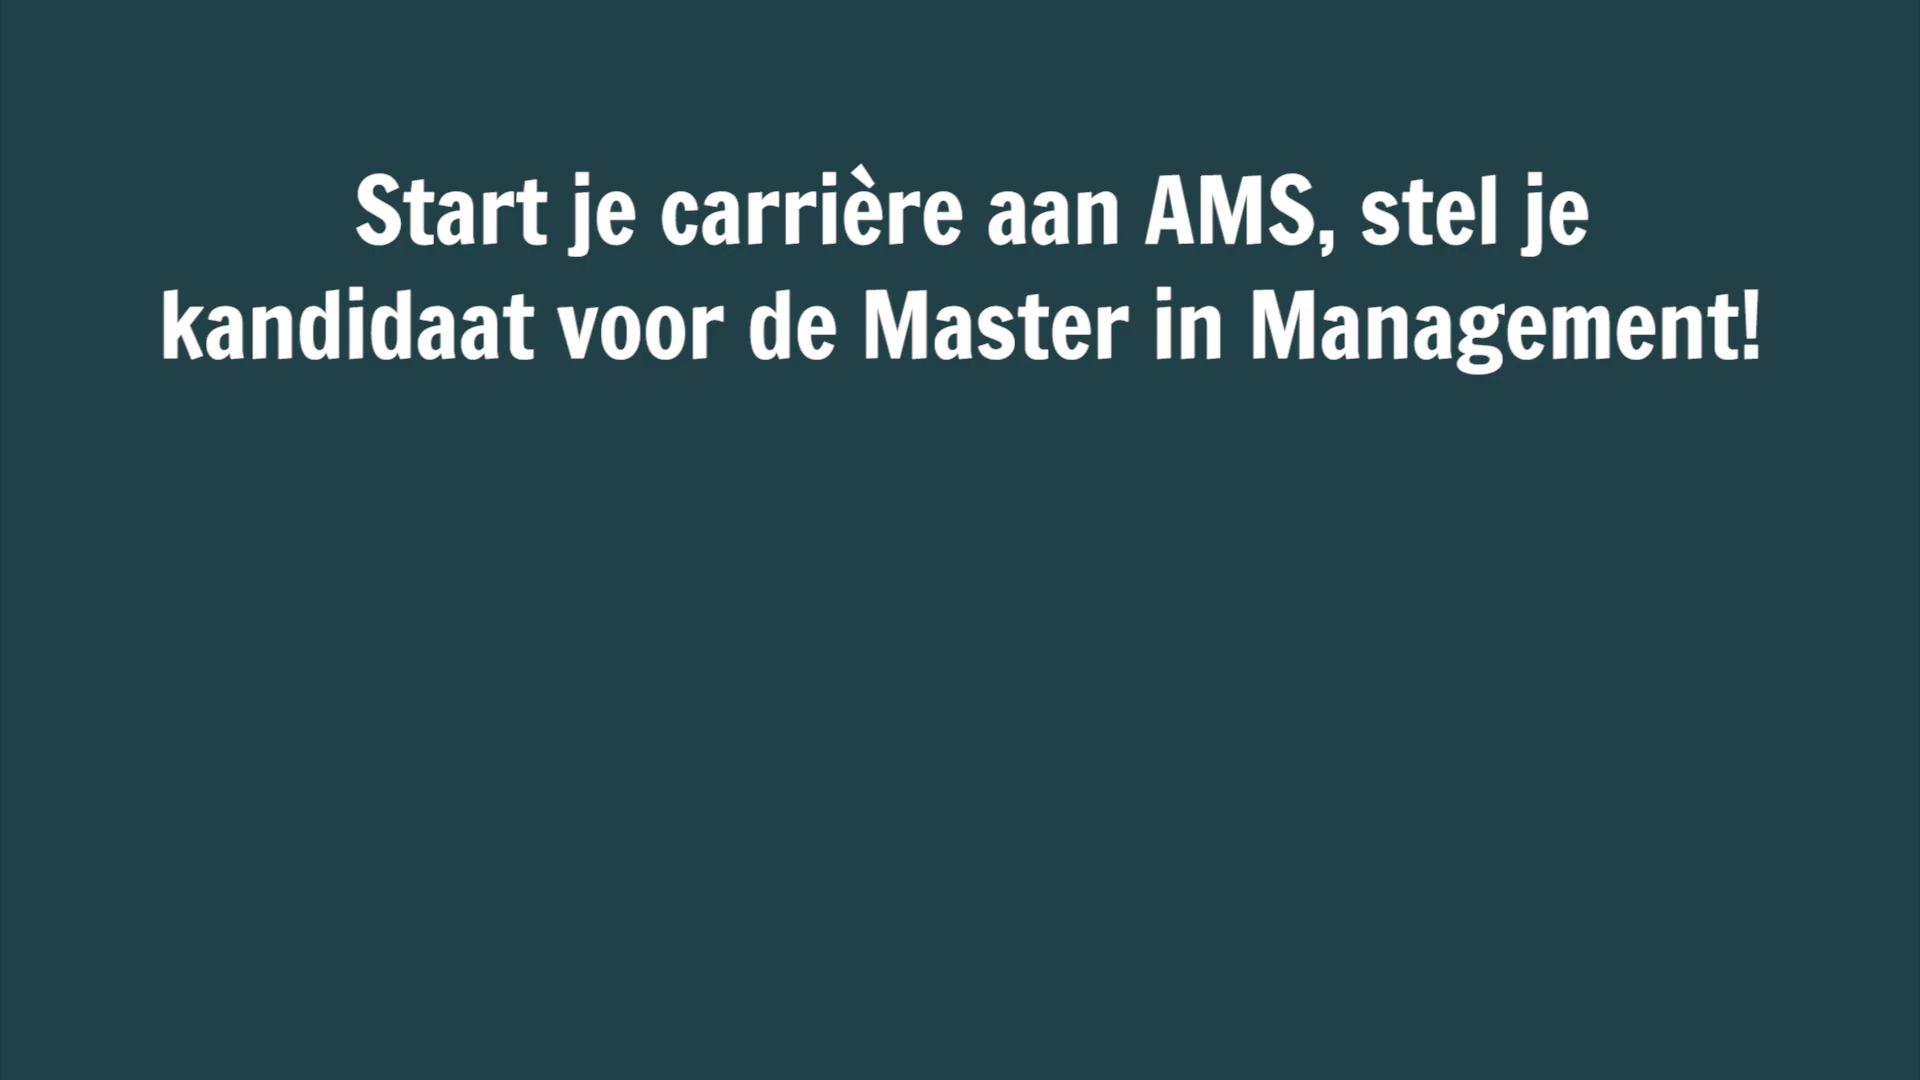 Start je carrière aan AMS, stel je
kandidaat voor de Master in Management!